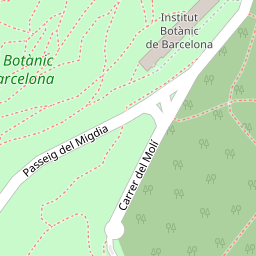 Institut
Botànic
de Barcelona
Botànic
arcelona
Passeig del Migdia
Carrer del Molí